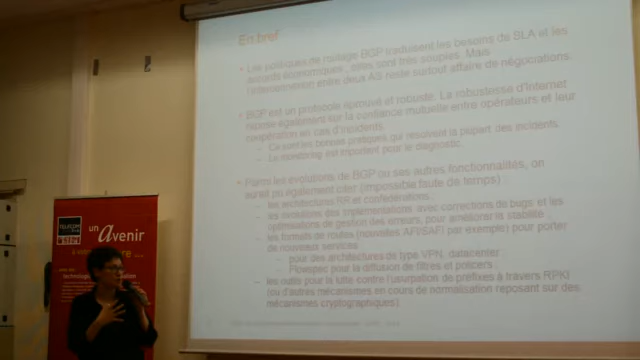 En bref
• Les politiques de routage BGP traduisent les besoins de SLA et les
accords économiques, elles sont très souples. Mais
l'interconnexion entre deux AS reste surtout affaire de négociations.
• BGP est un protocole éprouvé et robuste. La robustesse d'Internet
repose également sur la confiance mutuelle entre opérateurs et leur
coopération en cas d'incidents.
– Ce sont les bonnes pratiques qui resolvent la plupart des incidents
– Le monitoring est important pour le diagnostic.
• Parmi les évolutions de BGP ou ses autres fonctionnalités, on
aurait pu également citer (impossible faute de temps) :
– les architectures RR et confédérations,
– les évolutions des implémentations avec corrections de bugs et les
optimisations de gestion des erreurs, pour améliorer la stabilité
– les formats de routes (nouvelles AFI/SAFI par exemple) pour porter
de nouveaux services
– pour des architectures de type VPN, datacenter
– Flowspec pour la diffusion de filtres et policers ;
– les outils pour la lutte contre l'usurpation de préfixes à travers RPKI
(ou d'autres mécanismes en cours de normalisation reposant sur des
mécanismes cryptographiques)
TELECOM
un avenir